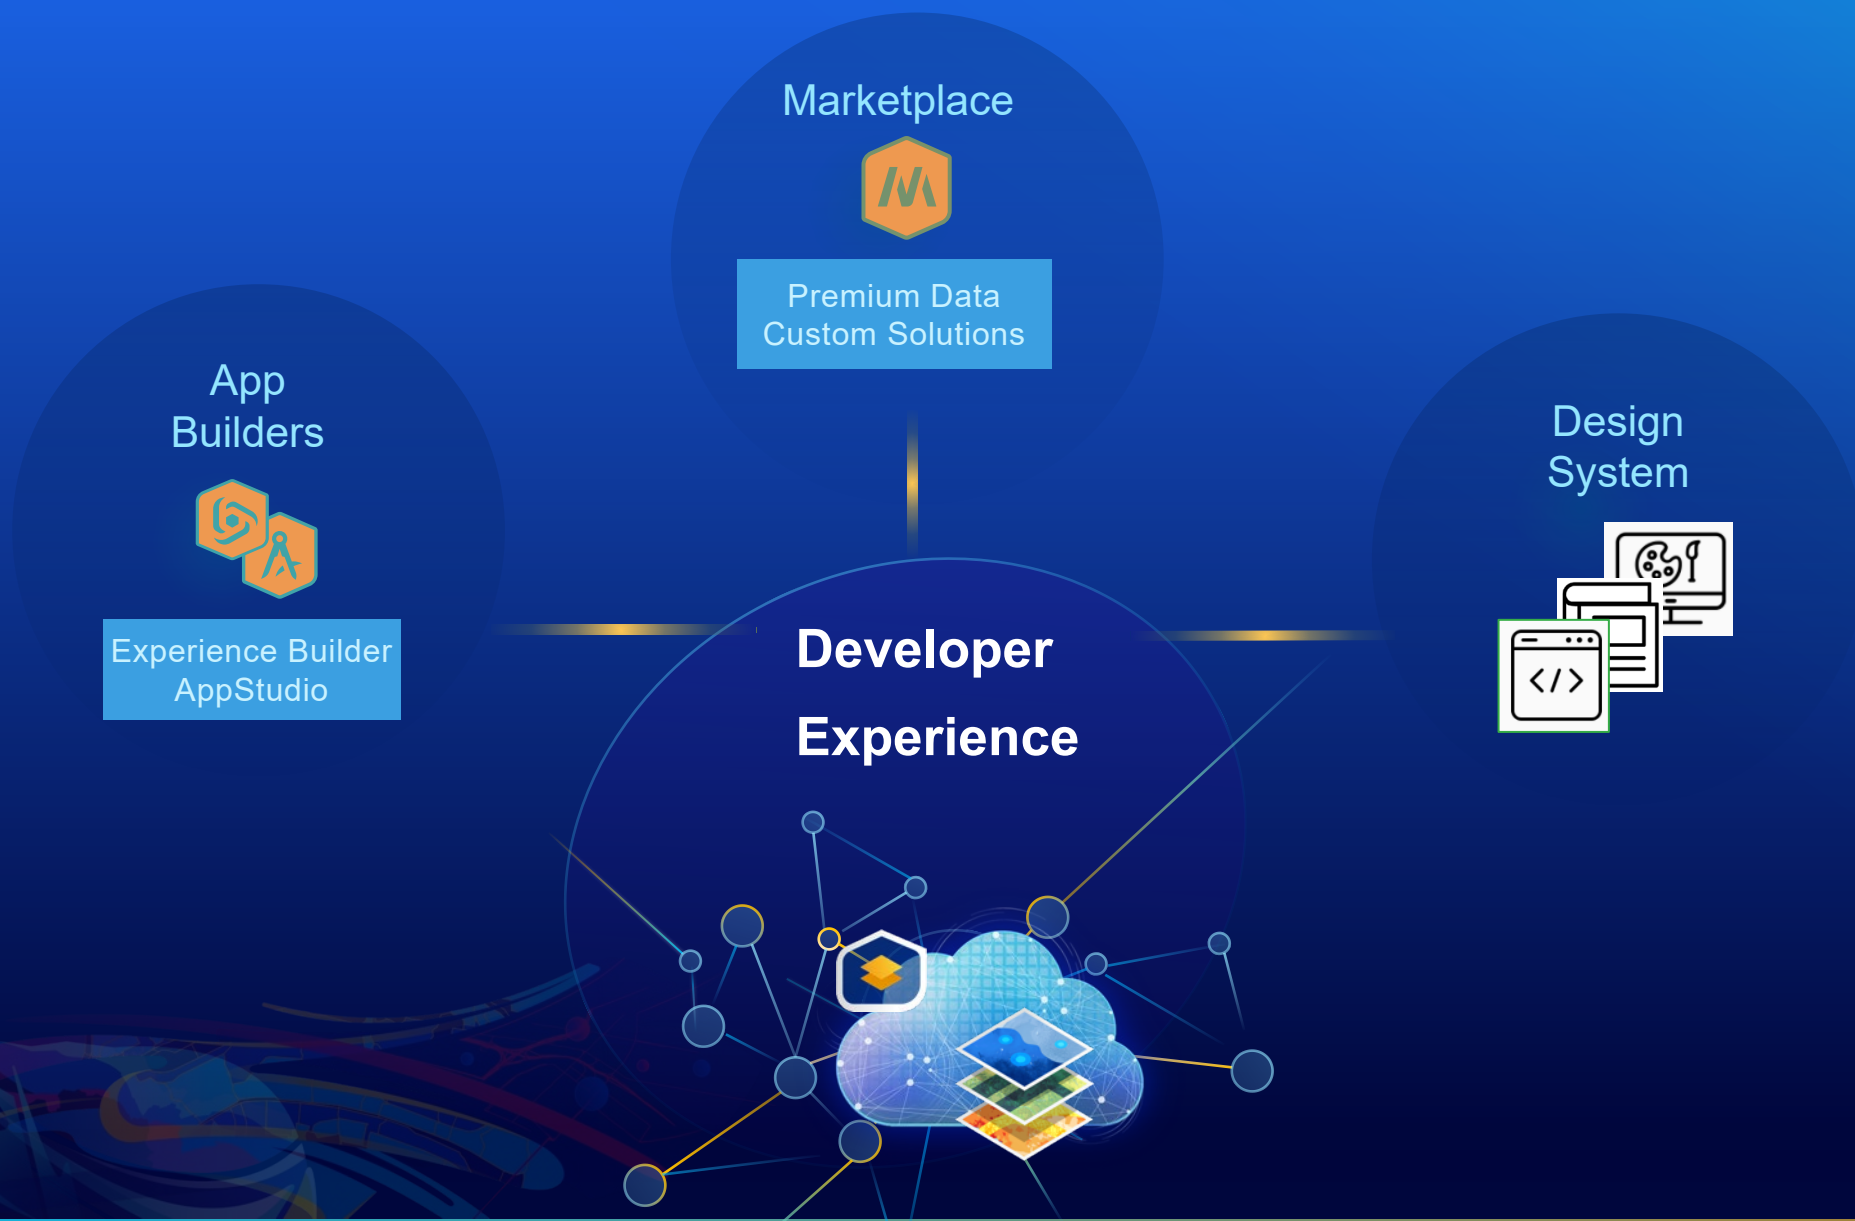 Marketplace
Premium Data
Custom Solutions
App
Builders
Experience Builder
AppStudio
Design
System
</>
Developer
Experience